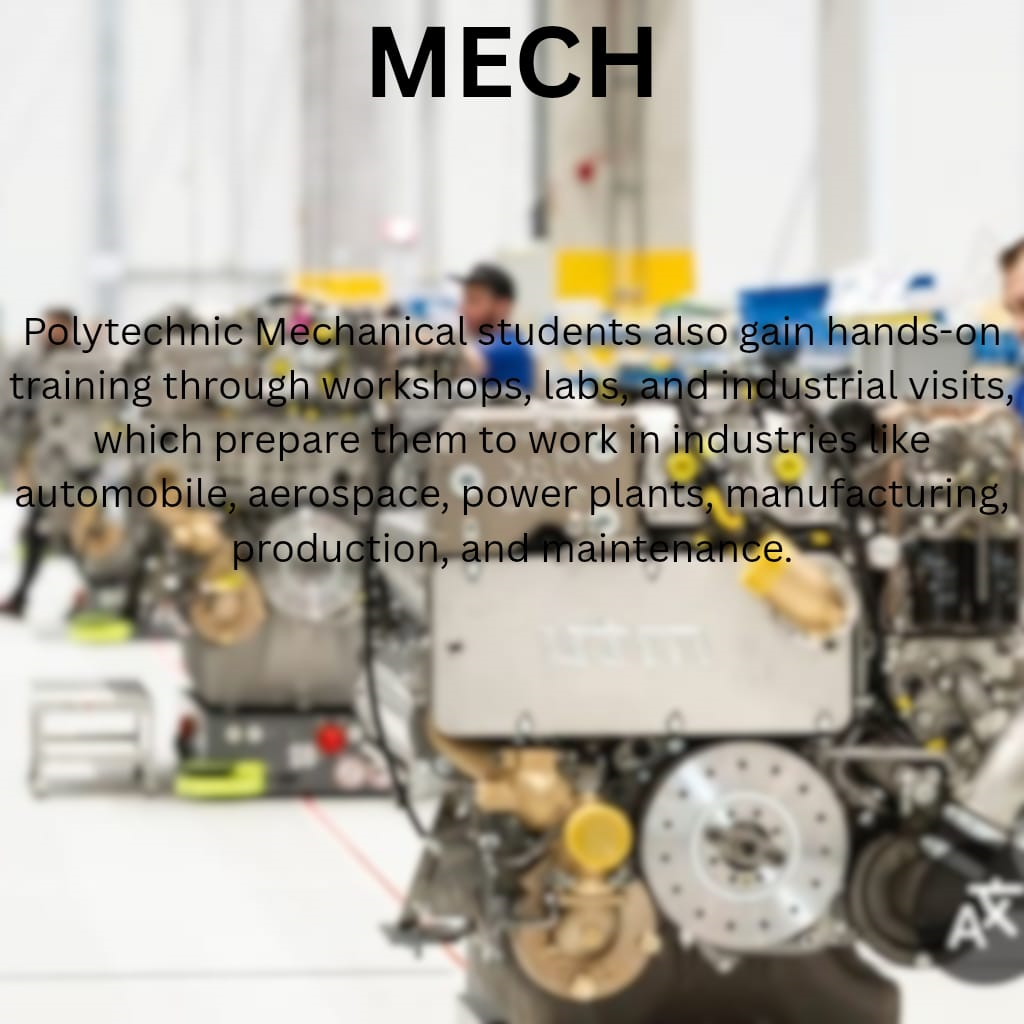 MECH
Polytechnic Mechanical students also gain hands-on
training through workshops, labs, and industrial visits,
which prepare them to work in industries like
automobile, aerospace, power plants, manufacturing,
production, and maintenance.